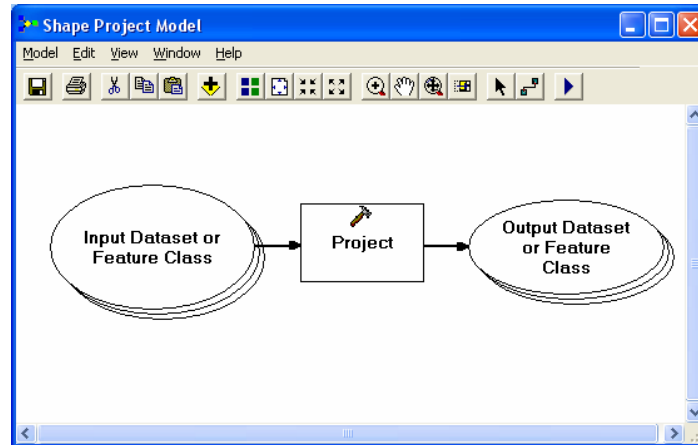 Shape Project Model
Model Edit View Window Help
Input Dataset or
Feature Class
Project
Output Dataset
or Feature
Class